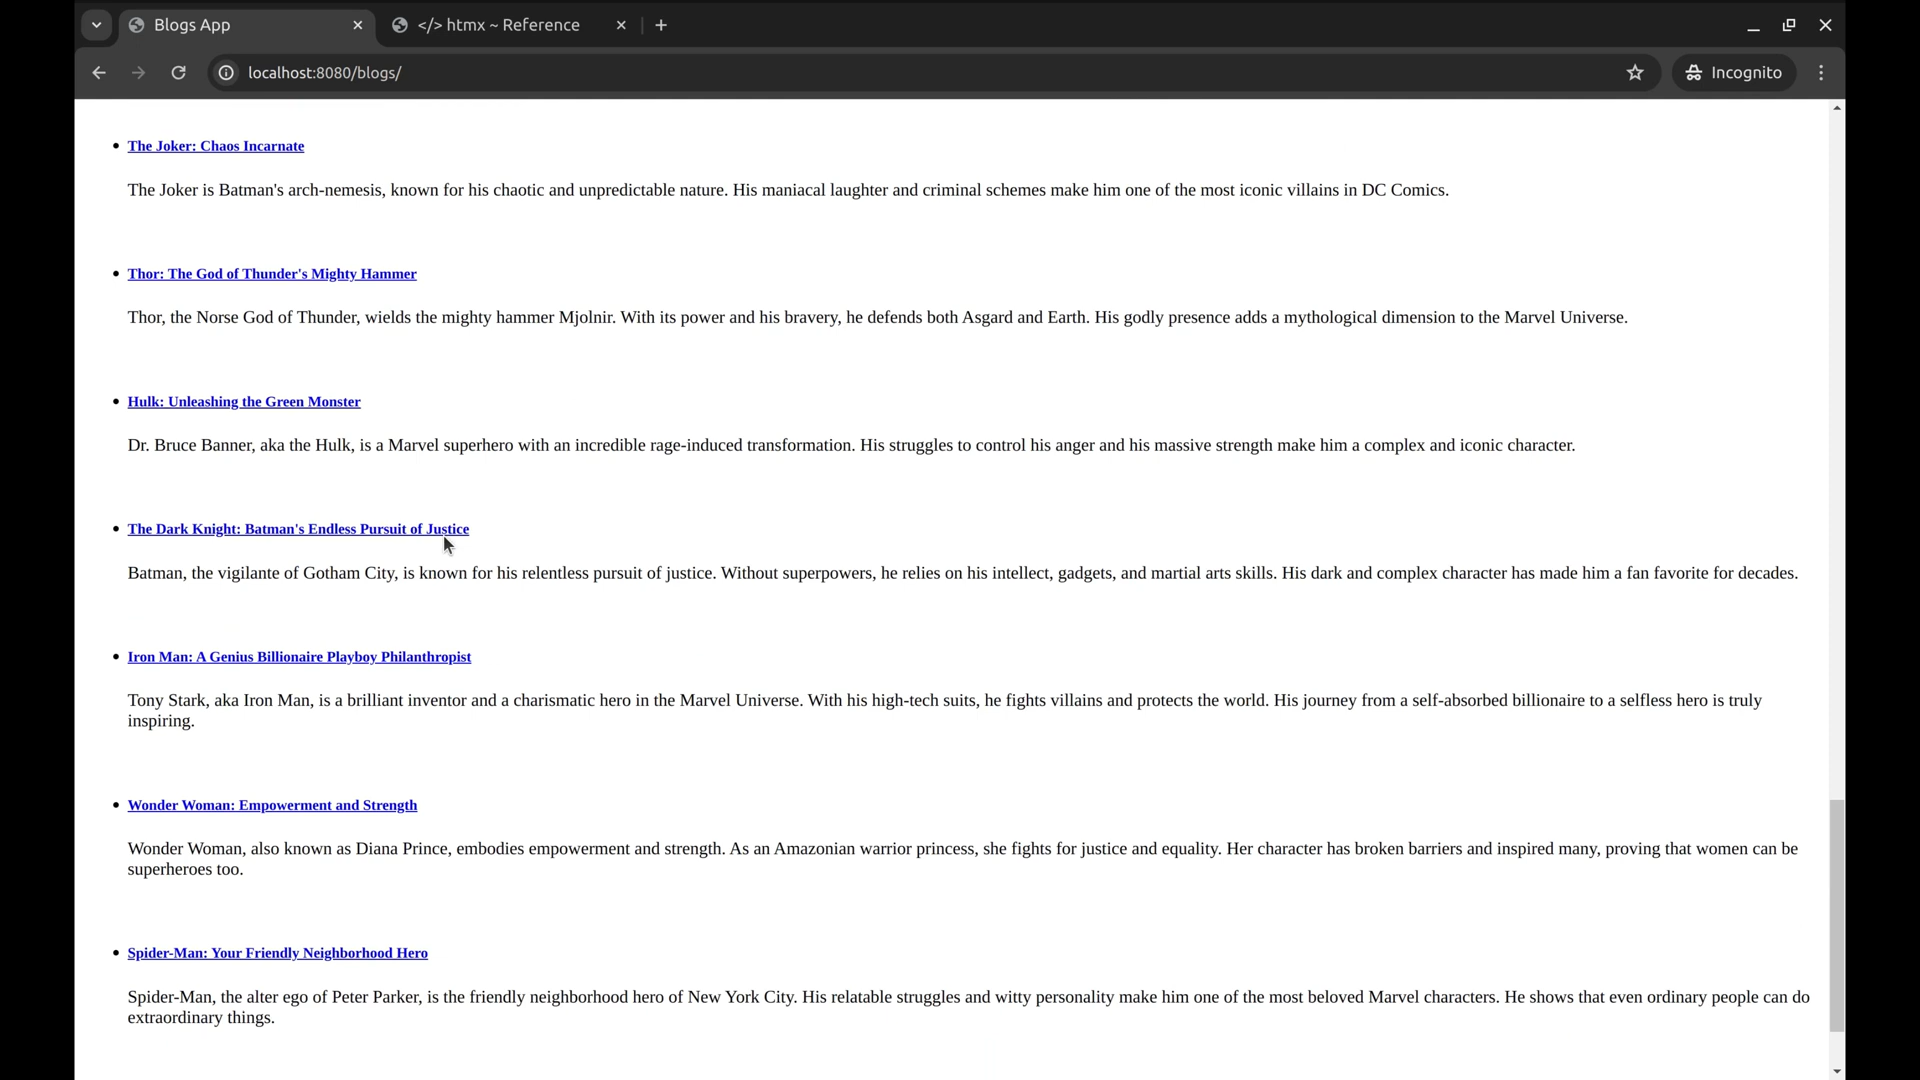 Blogs App
</> htmx ~ Reference
localhost:8080/blogs/
Incognito
The Joker: Chaos Incarnate
The Joker is Batman's arch-nemesis, known for his chaotic and unpredictable nature. His maniacal laughter and criminal schemes make him one of the most iconic villains in DC Comics.
Thor: The God of Thunder's Mighty Hammer
Thor, the Norse God of Thunder, wields the mighty hammer Mjolnir. With its power and his bravery, he defends both Asgard and Earth. His godly presence adds a mythological dimension to the Marvel Universe.
Hulk: Unleashing the Green Monster
Dr. Bruce Banner, aka the Hulk, is a Marvel superhero with an incredible rage-induced transformation. His struggles to control his anger and his massive strength make him a complex and iconic character.
The Dark Knight: Batman's Endless Pursuit of Justice
Batman, the vigilante of Gotham City, is known for his relentless pursuit of justice. Without superpowers, he relies on his intellect, gadgets, and martial arts skills. His dark and complex character has made him a fan favorite for decades.
Iron Man: A Genius Billionaire Playboy Philanthropist
Tony Stark, aka Iron Man, is a brilliant inventor and a charismatic hero in the Marvel Universe. With his high-tech suits, he fights villains and protects the world. His journey from a self-absorbed billionaire to a selfless hero is truly
inspiring.
Wonder Woman: Empowerment and Strength
Wonder Woman, also known as Diana Prince, embodies empowerment and strength. As an Amazonian warrior princess, she fights for justice and equality. Her character has broken barriers and inspired many, proving that women can be
superheroes too.
Spider-Man: Your Friendly Neighborhood Hero
Spider-Man, the alter ego of Peter Parker, is the friendly neighborhood hero of New York City. His relatable struggles and witty personality make him one of the most beloved Marvel characters. He shows that even ordinary people can do
extraordinary things.